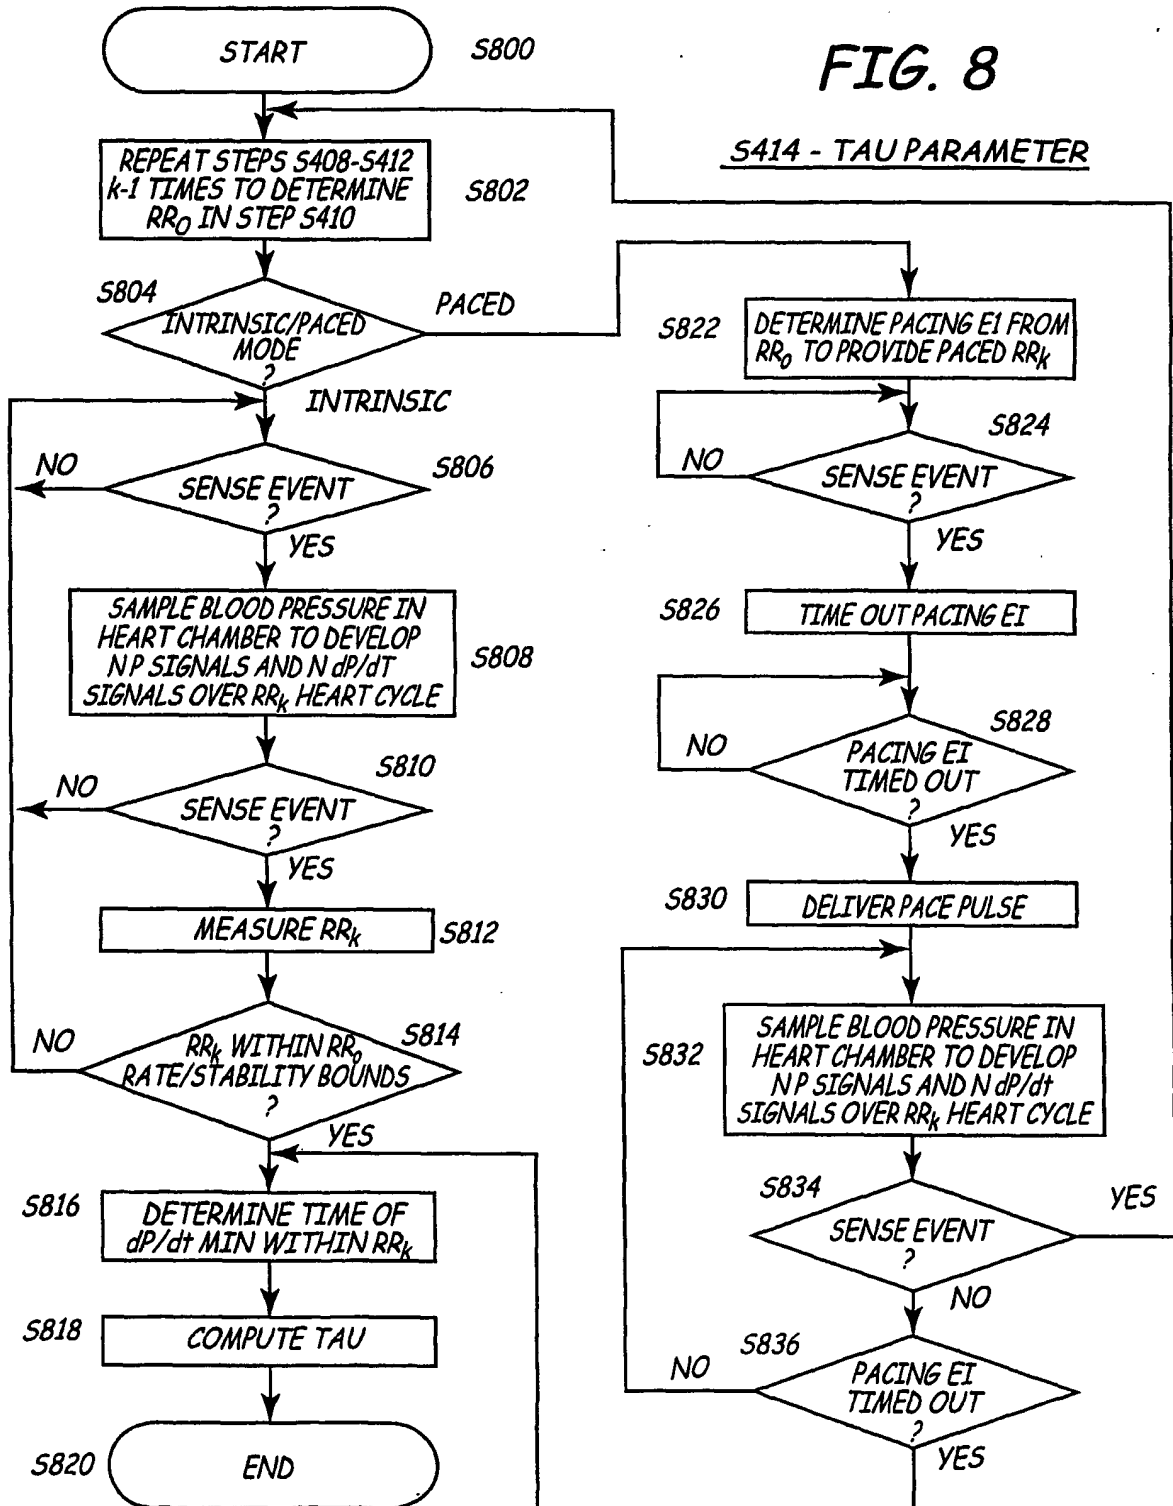 START
S800
FIG. 8
S414 - TAU PARAMETER
REPEAT STEPS S408-S412
k-1 TIMES TO DETERMINE
RR0 IN STEP S410
S802
S804
INTRINSIC/PACED
MODE
?
PACED
INTRINSIC
NO
SENSE EVENT
?
S806
YES
SAMPLE BLOOD PRESSURE IN
HEART CHAMBER TO DEVELOP
N P SIGNALS AND N dP/dT
SIGNALS OVER RRk HEART CYCLE
S808
NO
S810
SENSE EVENT
?
YES
MEASURE RRk
S812
NO
S814
RRk WITHIN RR0
RATE/STABILITY BOUNDS
?
YES
S816
DETERMINE TIME OF
dP/dt MIN WITHIN RRk
S818
COMPUTE TAU
S820
END
S822
DETERMINE PACING E1 FROM
RR0 TO PROVIDE PACED RRk
S824
NO
SENSE EVENT
?
YES
S826
TIME OUT PACING EI
S828
NO
PACING EI
TIMED OUT
?
YES
S830
DELIVER PACE PULSE
S832
SAMPLE BLOOD PRESSURE IN
HEART CHAMBER TO DEVELOP
N P SIGNALS AND N dP/dt
SIGNALS OVER RRk HEART CYCLE
S834
SENSE EVENT
?
YES
NO
S836
NO
PACING EI
TIMED OUT
?
YES